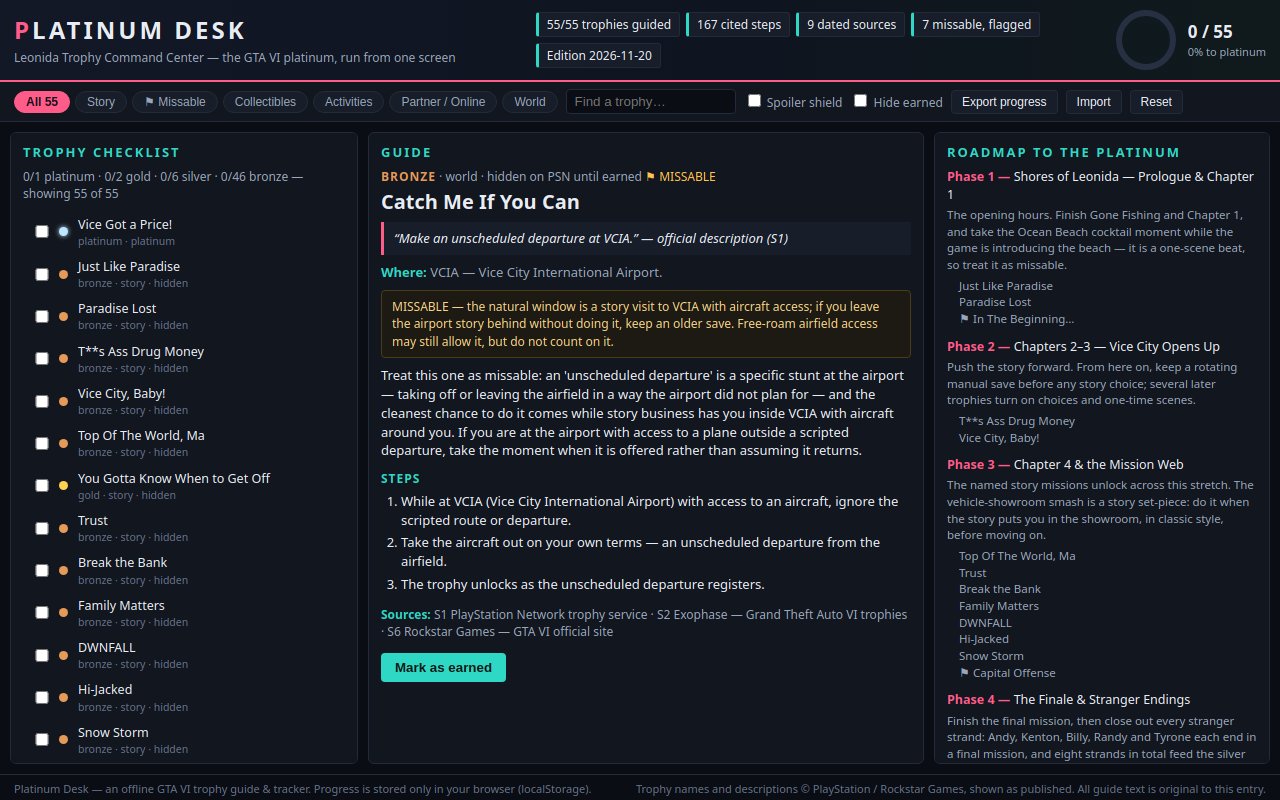 PLATINUM DESK
Leonida Trophy Command Center — the GTA VI platinum, run from one screen
55/55 trophies guided
167 cited steps
9 dated sources
7 missable, flagged
Edition 2026-11-20
0 / 55
0% to platinum
All 55
Story
⚑ Missable
Collectibles
Activities
Partner / Online
World
Find a trophy…
Spoiler shield
Hide earned
Export progress
Import
Reset
TROPHY CHECKLIST
0/1 platinum · 0/2 gold · 0/6 silver · 0/46 bronze —
showing 55 of 55
Vice Got a Price!
platinum · platinum
Just Like Paradise
bronze · story · hidden
Paradise Lost
bronze · story · hidden
T**s Ass Drug Money
bronze · story · hidden
Vice City, Baby!
bronze · story · hidden
Top Of The World, Ma
bronze · story · hidden
You Gotta Know When to Get Off
gold · story · hidden
Trust
bronze · story · hidden
Break the Bank
bronze · story · hidden
Family Matters
bronze · story · hidden
DWNFALL
bronze · story · hidden
Hi-Jacked
bronze · story · hidden
Snow Storm
bronze · story · hidden
GUIDE
BRONZE · world · hidden on PSN until earned ⚑ MISSABLE
Catch Me If You Can
“Make an unscheduled departure at VCIA.” — official description (S1)
Where: VCIA — Vice City International Airport.
MISSABLE — the natural window is a story visit to VCIA with aircraft access; if you leave
the airport story behind without doing it, keep an older save. Free-roam airfield access
may still allow it, but do not count on it.
Treat this one as missable: an 'unscheduled departure' is a specific stunt at the airport
— taking off or leaving the airfield in a way the airport did not plan for — and the
cleanest chance to do it comes while story business has you inside VCIA with aircraft
around you. If you are at the airport with access to a plane outside a scripted
departure, take the moment when it is offered rather than assuming it returns.
STEPS
1. While at VCIA (Vice City International Airport) with access to an aircraft, ignore the
scripted route or departure.
2. Take the aircraft out on your own terms — an unscheduled departure from the
airfield.
3. The trophy unlocks as the unscheduled departure registers.
Sources: S1 PlayStation Network trophy service · S2 Exophase — Grand Theft Auto VI trophies
· S6 Rockstar Games — GTA VI official site
Mark as earned
ROADMAP TO THE PLATINUM
Phase 1 — Shores of Leonida — Prologue & Chapter
1
The opening hours. Finish Gone Fishing and Chapter 1,
and take the Ocean Beach cocktail moment while the
game is introducing the beach — it is a one-scene beat,
so treat it as missable.
Just Like Paradise
Paradise Lost
⚑ In The Beginning...
Phase 2 — Chapters 2–3 — Vice City Opens Up
Push the story forward. From here on, keep a rotating
manual save before any story choice; several later
trophies turn on choices and one-time scenes.
T**s Ass Drug Money
Vice City, Baby!
Phase 3 — Chapter 4 & the Mission Web
The named story missions unlock across this stretch. The
vehicle-showroom smash is a story set-piece: do it when
the story puts you in the showroom, in classic style,
before moving on.
Top Of The World, Ma
Trust
Break the Bank
Family Matters
DWNFALL
Hi-Jacked
Snow Storm
⚑ Capital Offense
Phase 4 — The Finale & Stranger Endings
Finish the final mission, then close out every stranger
strand: Andy, Kenton, Billy, Randy and Tyrone each end in
a final mission, and eight strands in total feed the silver
Platinum Desk — an offline GTA VI trophy guide & tracker. Progress is stored only in your browser (localStorage).
Trophy names and descriptions © PlayStation / Rockstar Games, shown as published. All guide text is original to this entry.